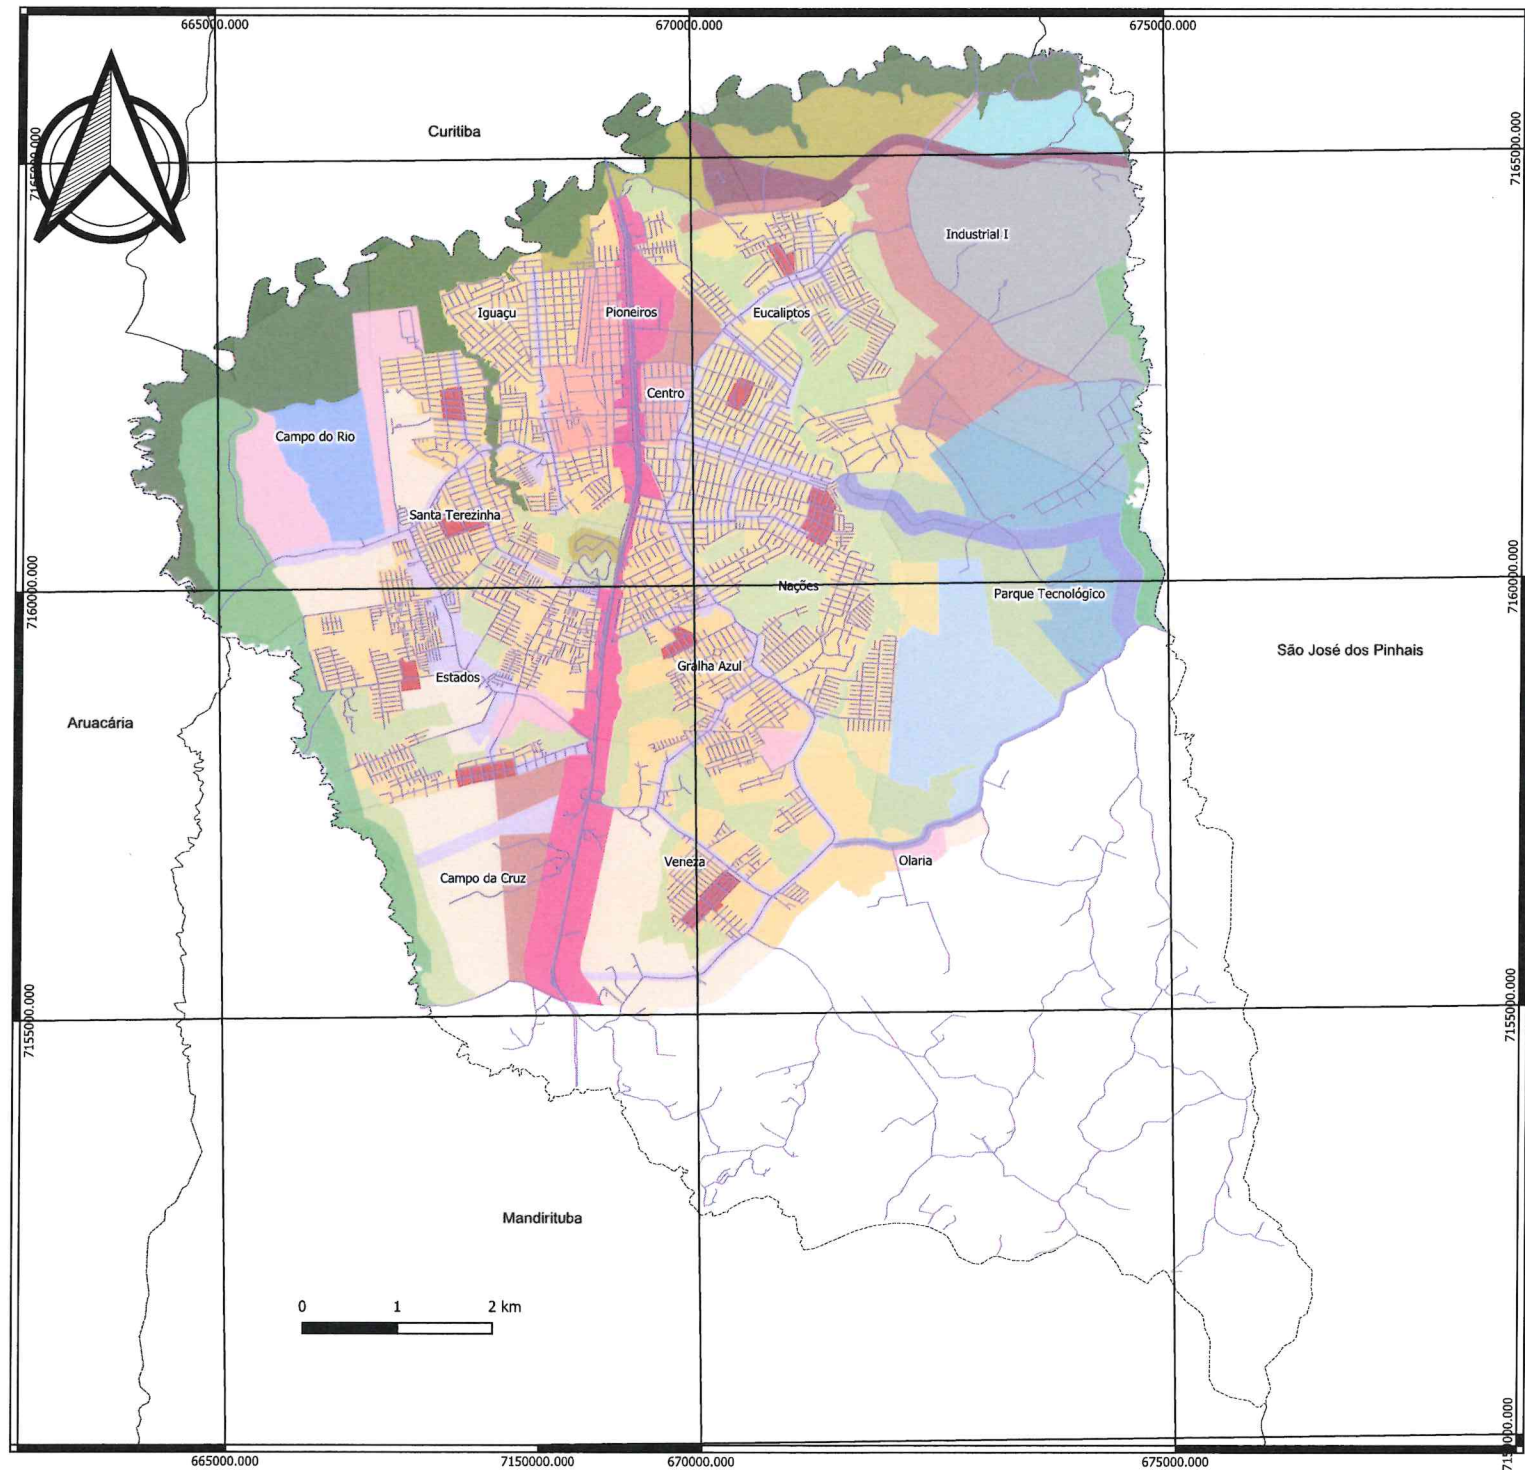 665000.000
670000.000
675000.000
7165000.000
7165000.000
Curitiba
Industrial I
Iguaçu
Pioneiros
Eucaliptos
Centro
Campo do Rio
Santa Terezinha
7160000.000
7160000.000
Nações
Parque Tecnológico
São José dos Pinhais
Gralha Azul
Estados
Aruacária
Veneza
Olaria
Campo da Cruz
7155000.000
7155000.000
Mandirituba
0 1 2 km
7150000.000
665000.000
7150000.000
670000.000
675000.000